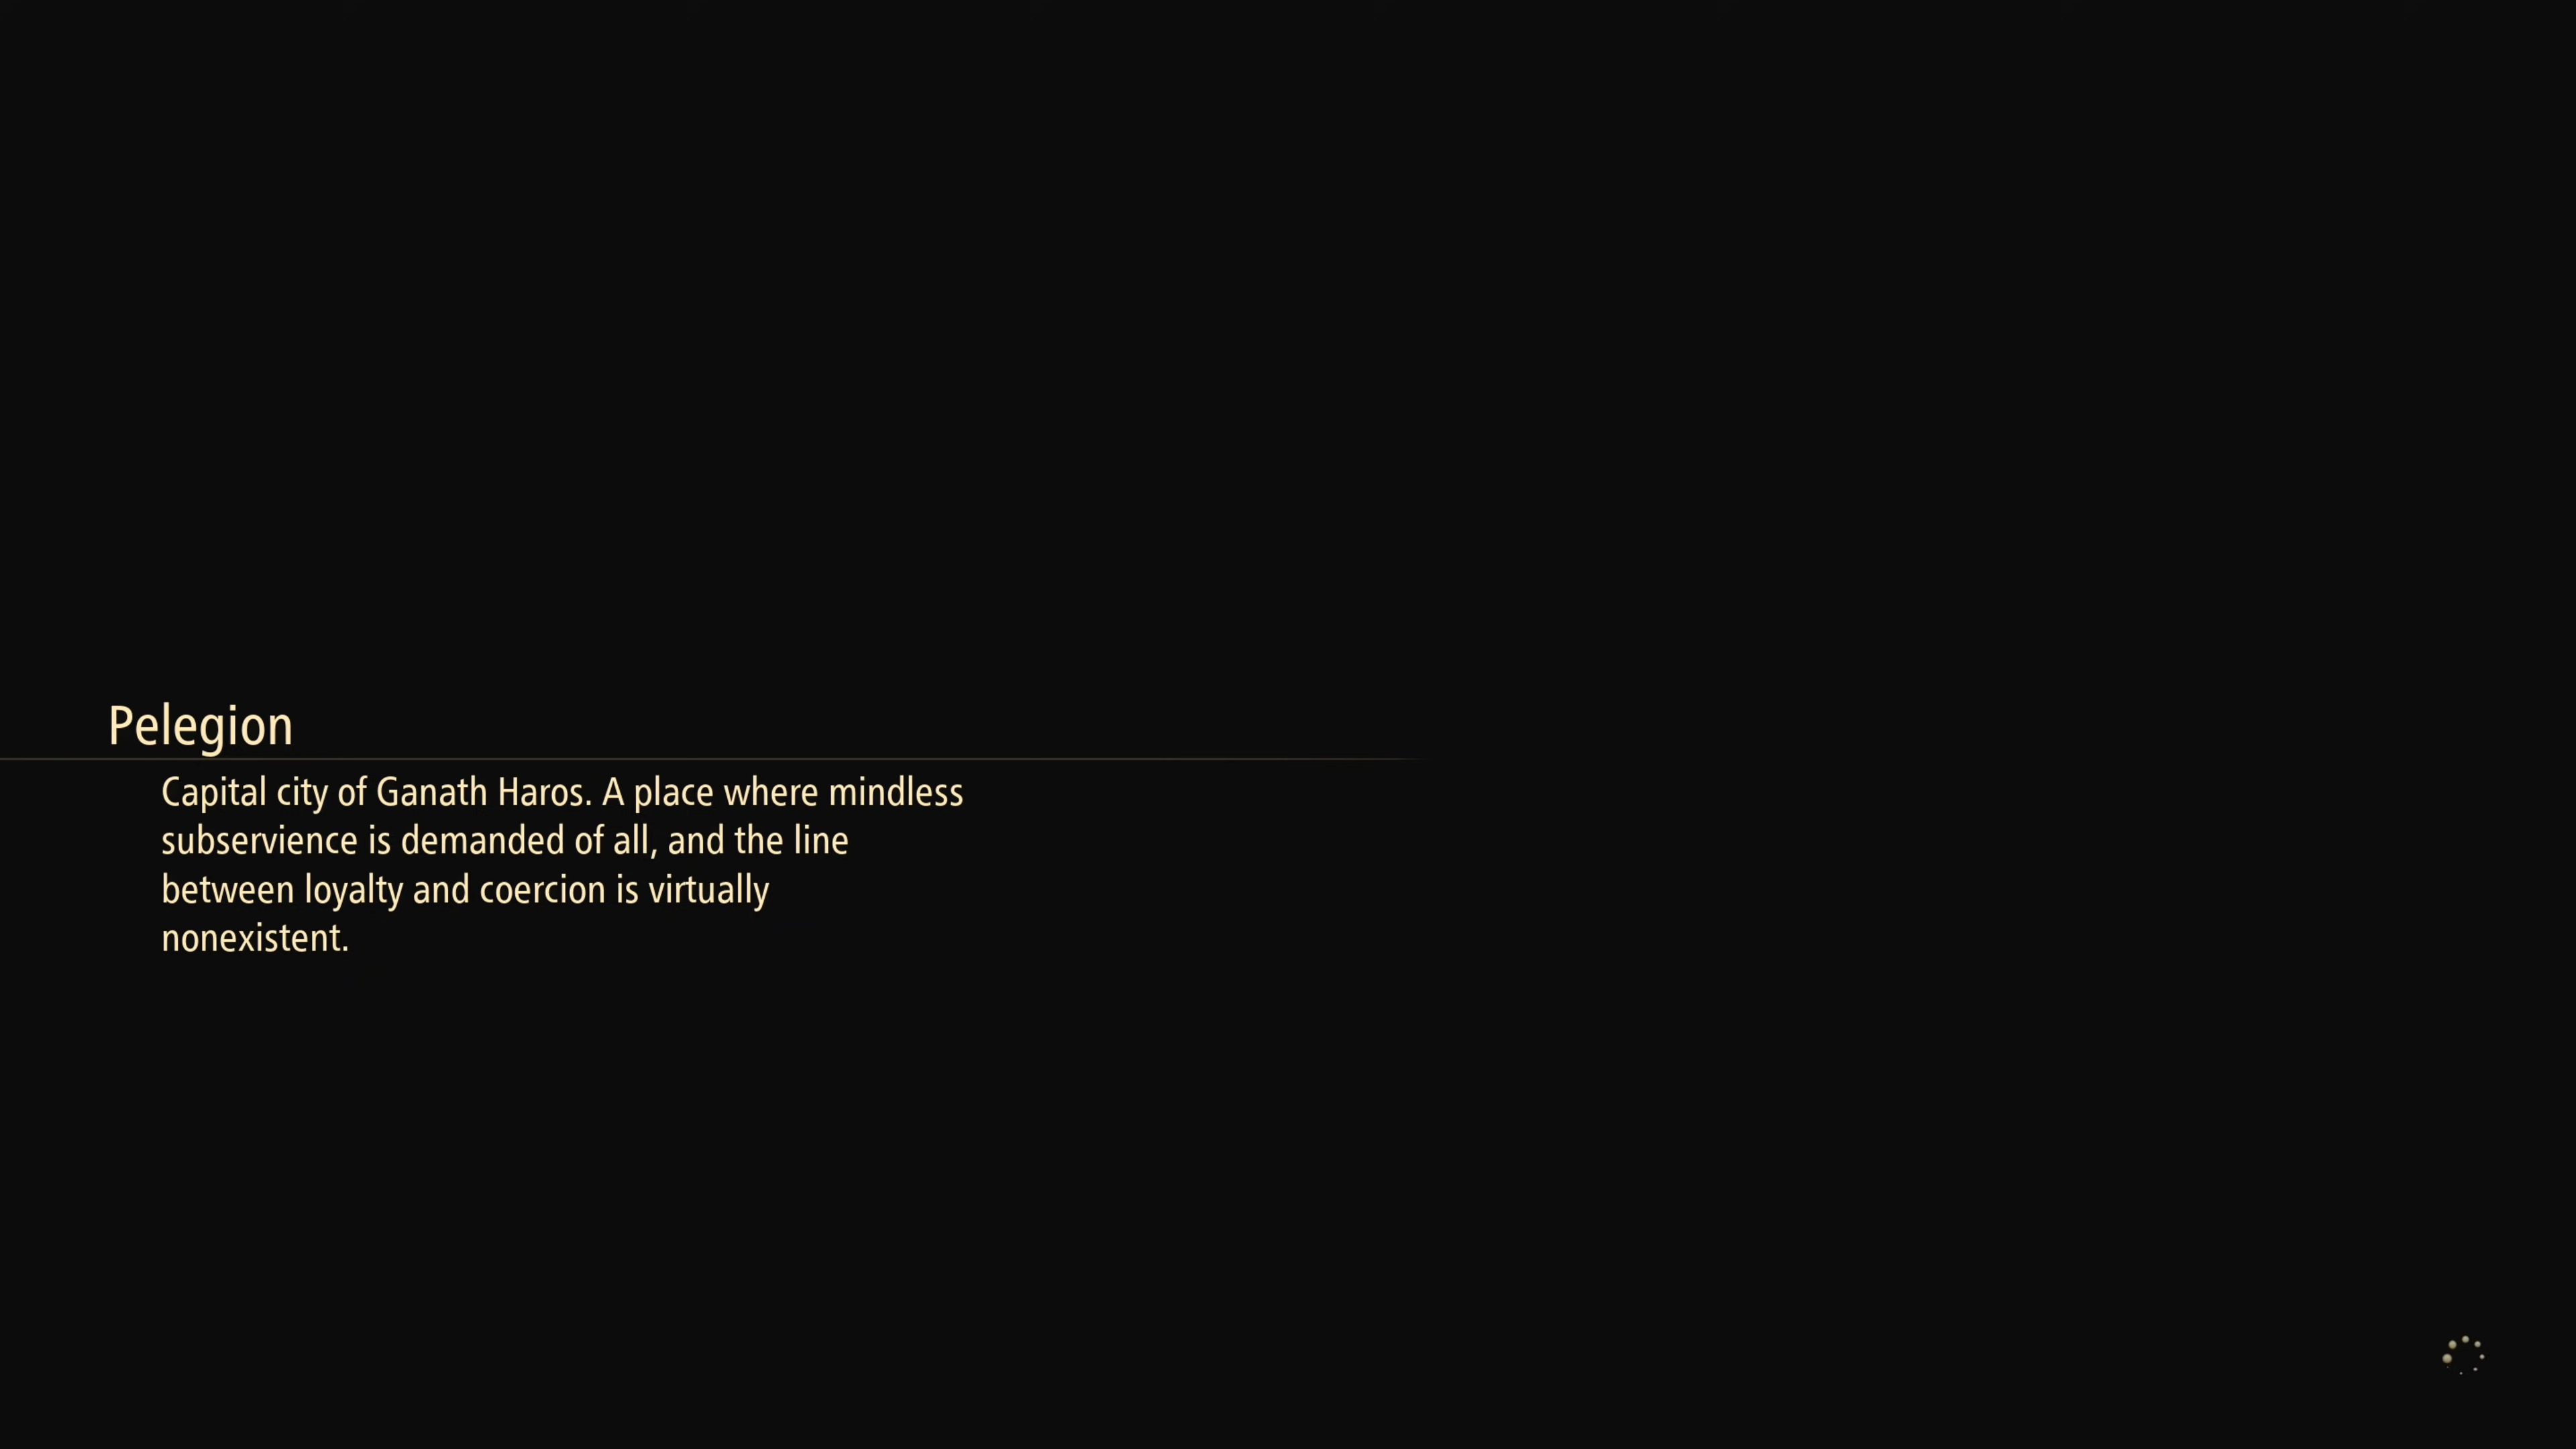 Pelegion
Capital city of Ganath Haros. A place where mindless
subservience is demanded of all, and the line
between loyalty and coercion is virtually
nonexistent.